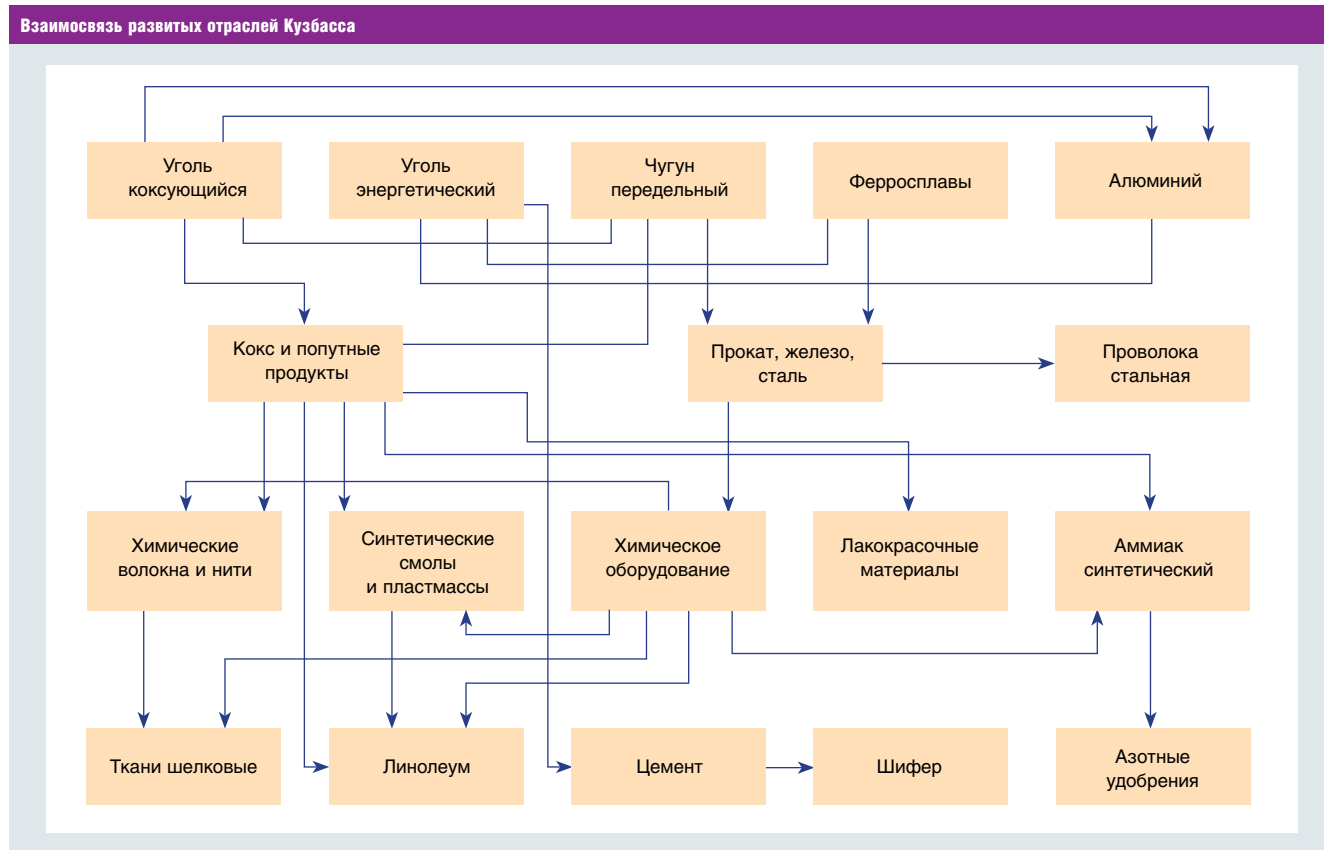 Взаимосвязь развитых отраслей Кузбасса
Уголь
коксующийся
Уголь
энергетический
Чугун
передельный
Ферросплавы
Алюминий
Кокс и попутные
продукты
Прокат, железо,
сталь
Проволока
стальная
Химические
волокна и нити
Синтетические
смолы
и пластмассы
Химическое
оборудование
Лакокрасочные
материалы
Аммиак
синтетический
Ткани шелковые
Линолеум
Цемент
Шифер
Азотные
удобрения